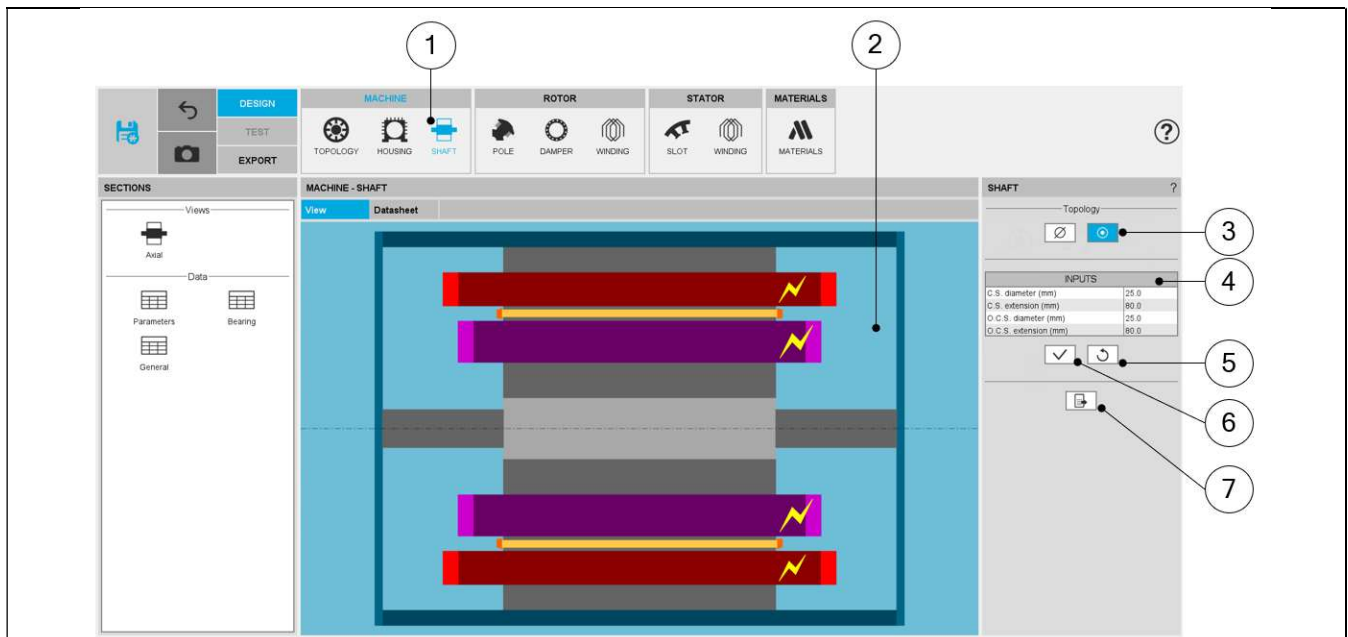 1
2
DESIGN
TEST
EXPORT
MACHINE
TOPOLOGY
HOUSING
SHAFT
ROTOR
POLE
DAMPER
WINDING
STATOR
SLOT
WINDING
MATERIALS
MATERIALS
?
SECTIONS
Views
Axial
Data
Parameters
Bearing
General
MACHINE - SHAFT
View
Datasheet
SHAFT
?
Topology
3
INPUTS
4
C.S. diameter (mm) 25.0
C.S. extension (mm) 80.0
O.C.S. diameter (mm) 25.0
O.C.S. extension (mm) 80.0
5
6
7